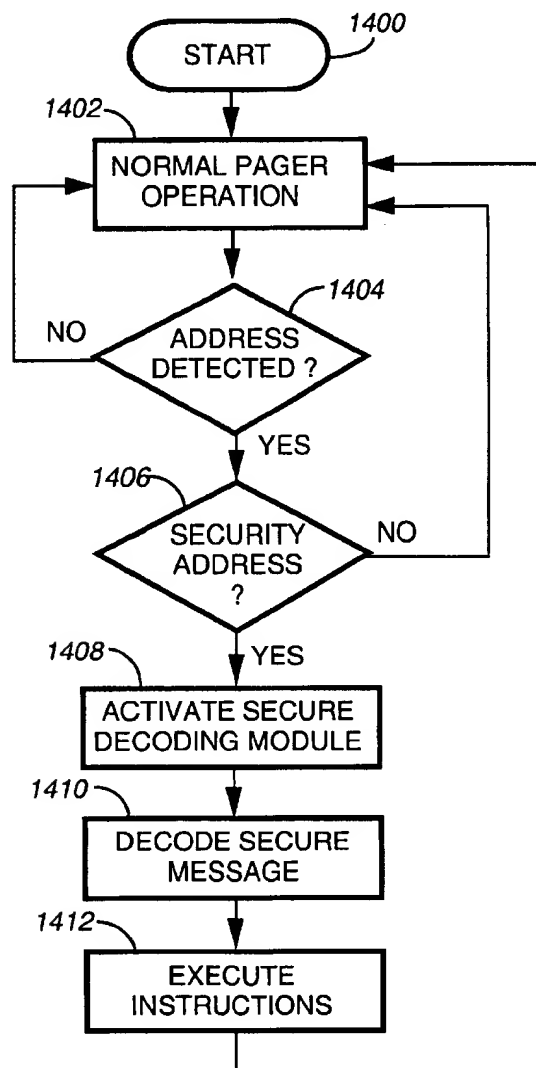 1400
START
1402
NORMAL PAGER
OPERATION
1404
NO
ADDRESS
DETECTED ?
YES
1406
SECURITY
ADDRESS
?
NO
YES
1408
ACTIVATE SECURE
DECODING MODULE
1410
DECODE SECURE
MESSAGE
1412
EXECUTE
INSTRUCTIONS